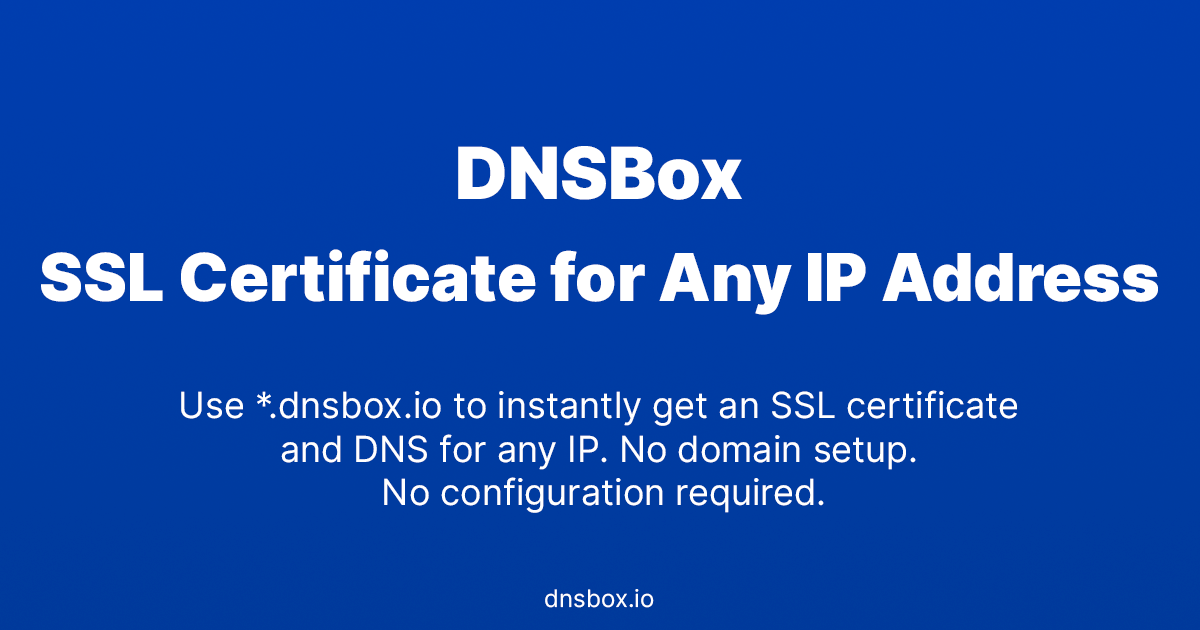 DNSBox
SSL Certificate for Any IP Address
Use *.dnsbox.io to instantly get an SSL certificate
and DNS for any IP. No domain setup.
No configuration required.
dnsbox.io